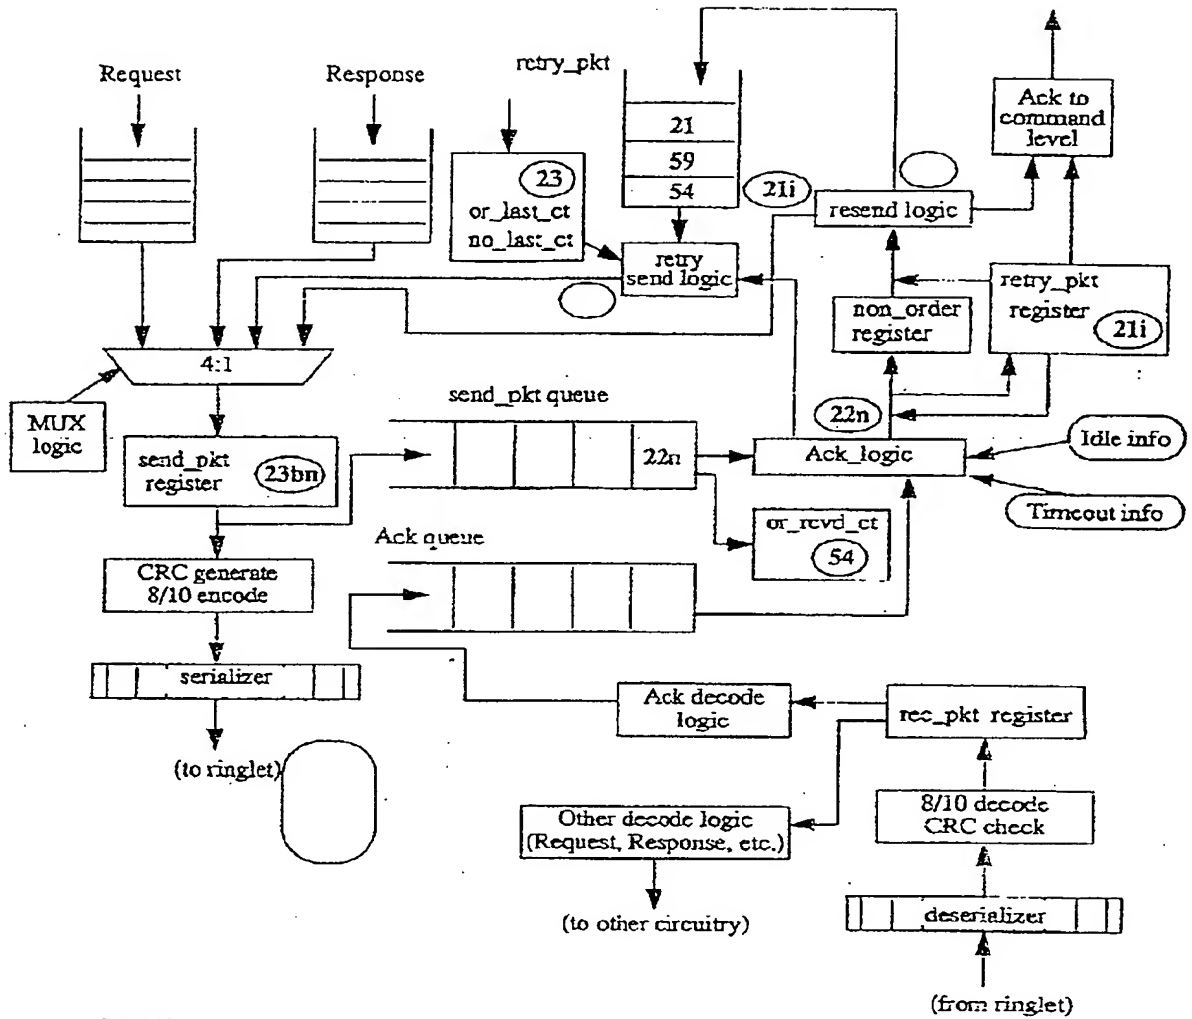 Request
Response
retry_pkt
21
59
54
23
or_last_ct
no_last_ct
retry
send logic
21i
resend logic
Ack to
command
level
non_order
register
retry_pkt
register
21i
4:1
MUX
logic
send_pkt
register
23bn
send_pkt queue
22n
22n
Ack_logic
Idle info
Timeout info
or_rcvd_ct
54
Ack queue
CRC generate
8/10 encode
serializer
(to ringlet)
Ack decode
logic
rec_pkt register
8/10 decode
CRC check
Other decode logic
(Request, Response, etc.)
(to other circuitry)
deserializer
(from ringlet)